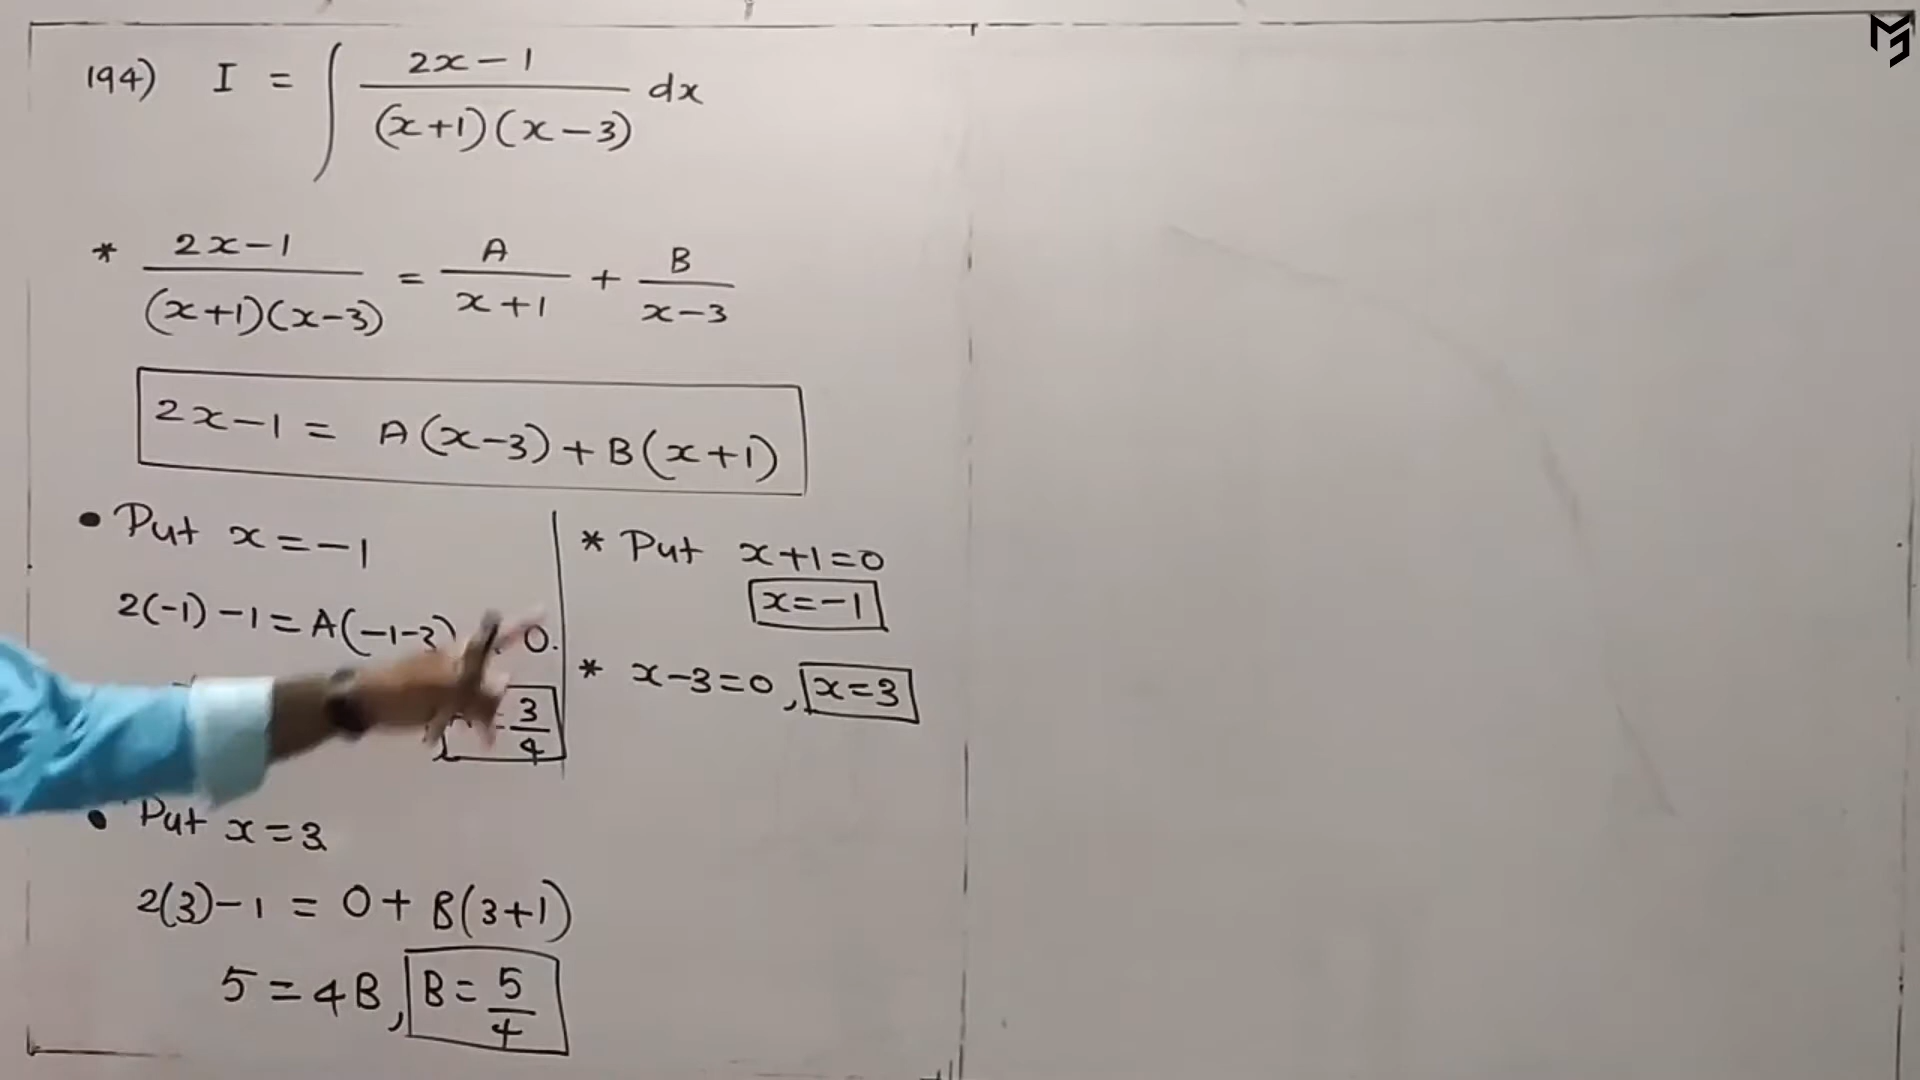 194) I = ∫ 2x-1 / (x+1)(x-3) dx
* 2x-1 / (x+1)(x-3) = A / x+1 + B / x-3
2x-1 = A(x-3)+B(x+1)
• Put x=-1
2(-1)-1=A(-1-3) 0.
3/4
* Put x+1=0
x=-1
* x-3=0, x=3
• Put x=3
2(3)-1 = 0+ B(3+1)
5=4B, B=5/4